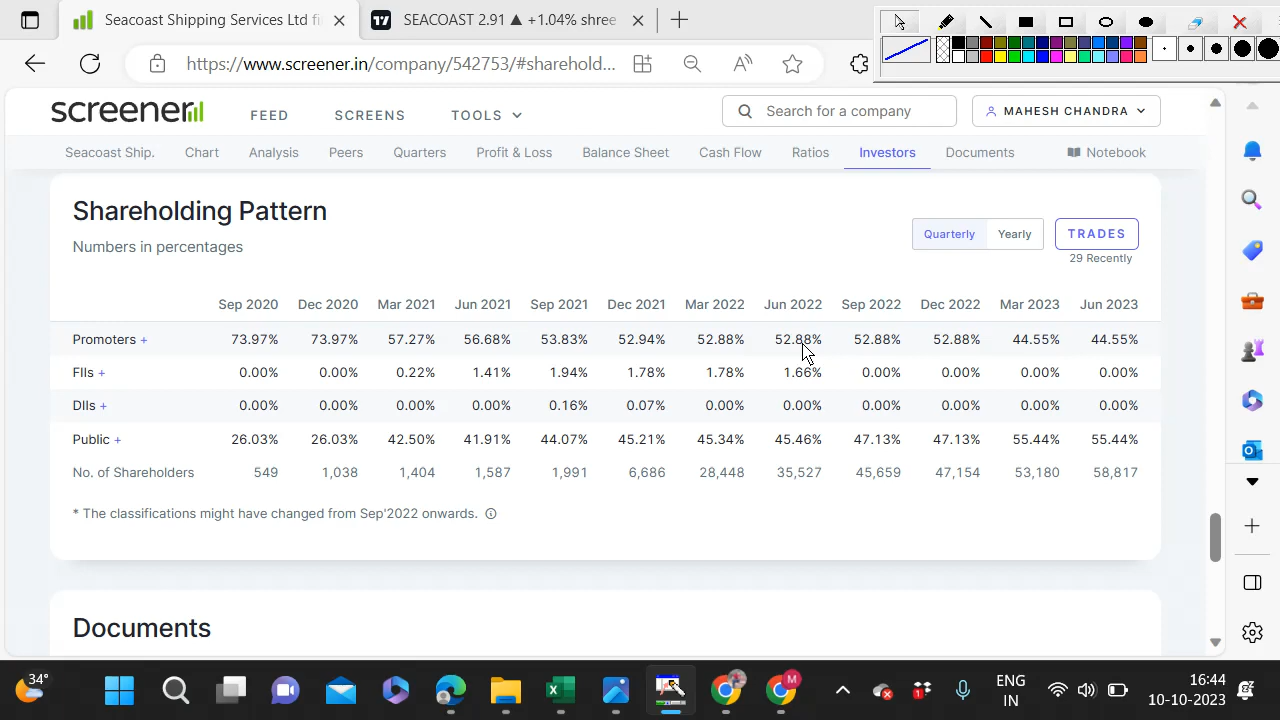 Seacoast Shipping Services Ltd fi
SEACOAST 2.91 ▲ +1.04% shree
https://www.screener.in/company/542753/#sharehold...
screener
FEED
SCREENS
TOOLS
Search for a company
MAHESH CHANDRA
Seacoast Ship. Chart Analysis Peers Quarters Profit & Loss Balance Sheet Cash Flow Ratios Investors Documents Notebook
Shareholding Pattern
Numbers in percentages
Quarterly Yearly
TRADES
29 Recently
Sep 2020 Dec 2020 Mar 2021 Jun 2021 Sep 2021 Dec 2021 Mar 2022 Jun 2022 Sep 2022 Dec 2022 Mar 2023 Jun 2023
Promoters + 73.97% 73.97% 57.27% 56.68% 53.83% 52.94% 52.88% 52.88% 52.88% 52.88% 44.55% 44.55%
FIIs + 0.00% 0.00% 0.22% 1.41% 1.94% 1.78% 1.78% 1.66% 0.00% 0.00% 0.00% 0.00%
DIIs + 0.00% 0.00% 0.00% 0.00% 0.16% 0.07% 0.00% 0.00% 0.00% 0.00% 0.00% 0.00%
Public + 26.03% 26.03% 42.50% 41.91% 44.07% 45.21% 45.34% 45.46% 47.13% 47.13% 55.44% 55.44%
No. of Shareholders 549 1,038 1,404 1,587 1,991 6,686 28,448 35,527 45,659 47,154 53,180 58,817
* The classifications might have changed from Sep'2022 onwards.
Documents
34°
ENG
IN
16:44
10-10-2023